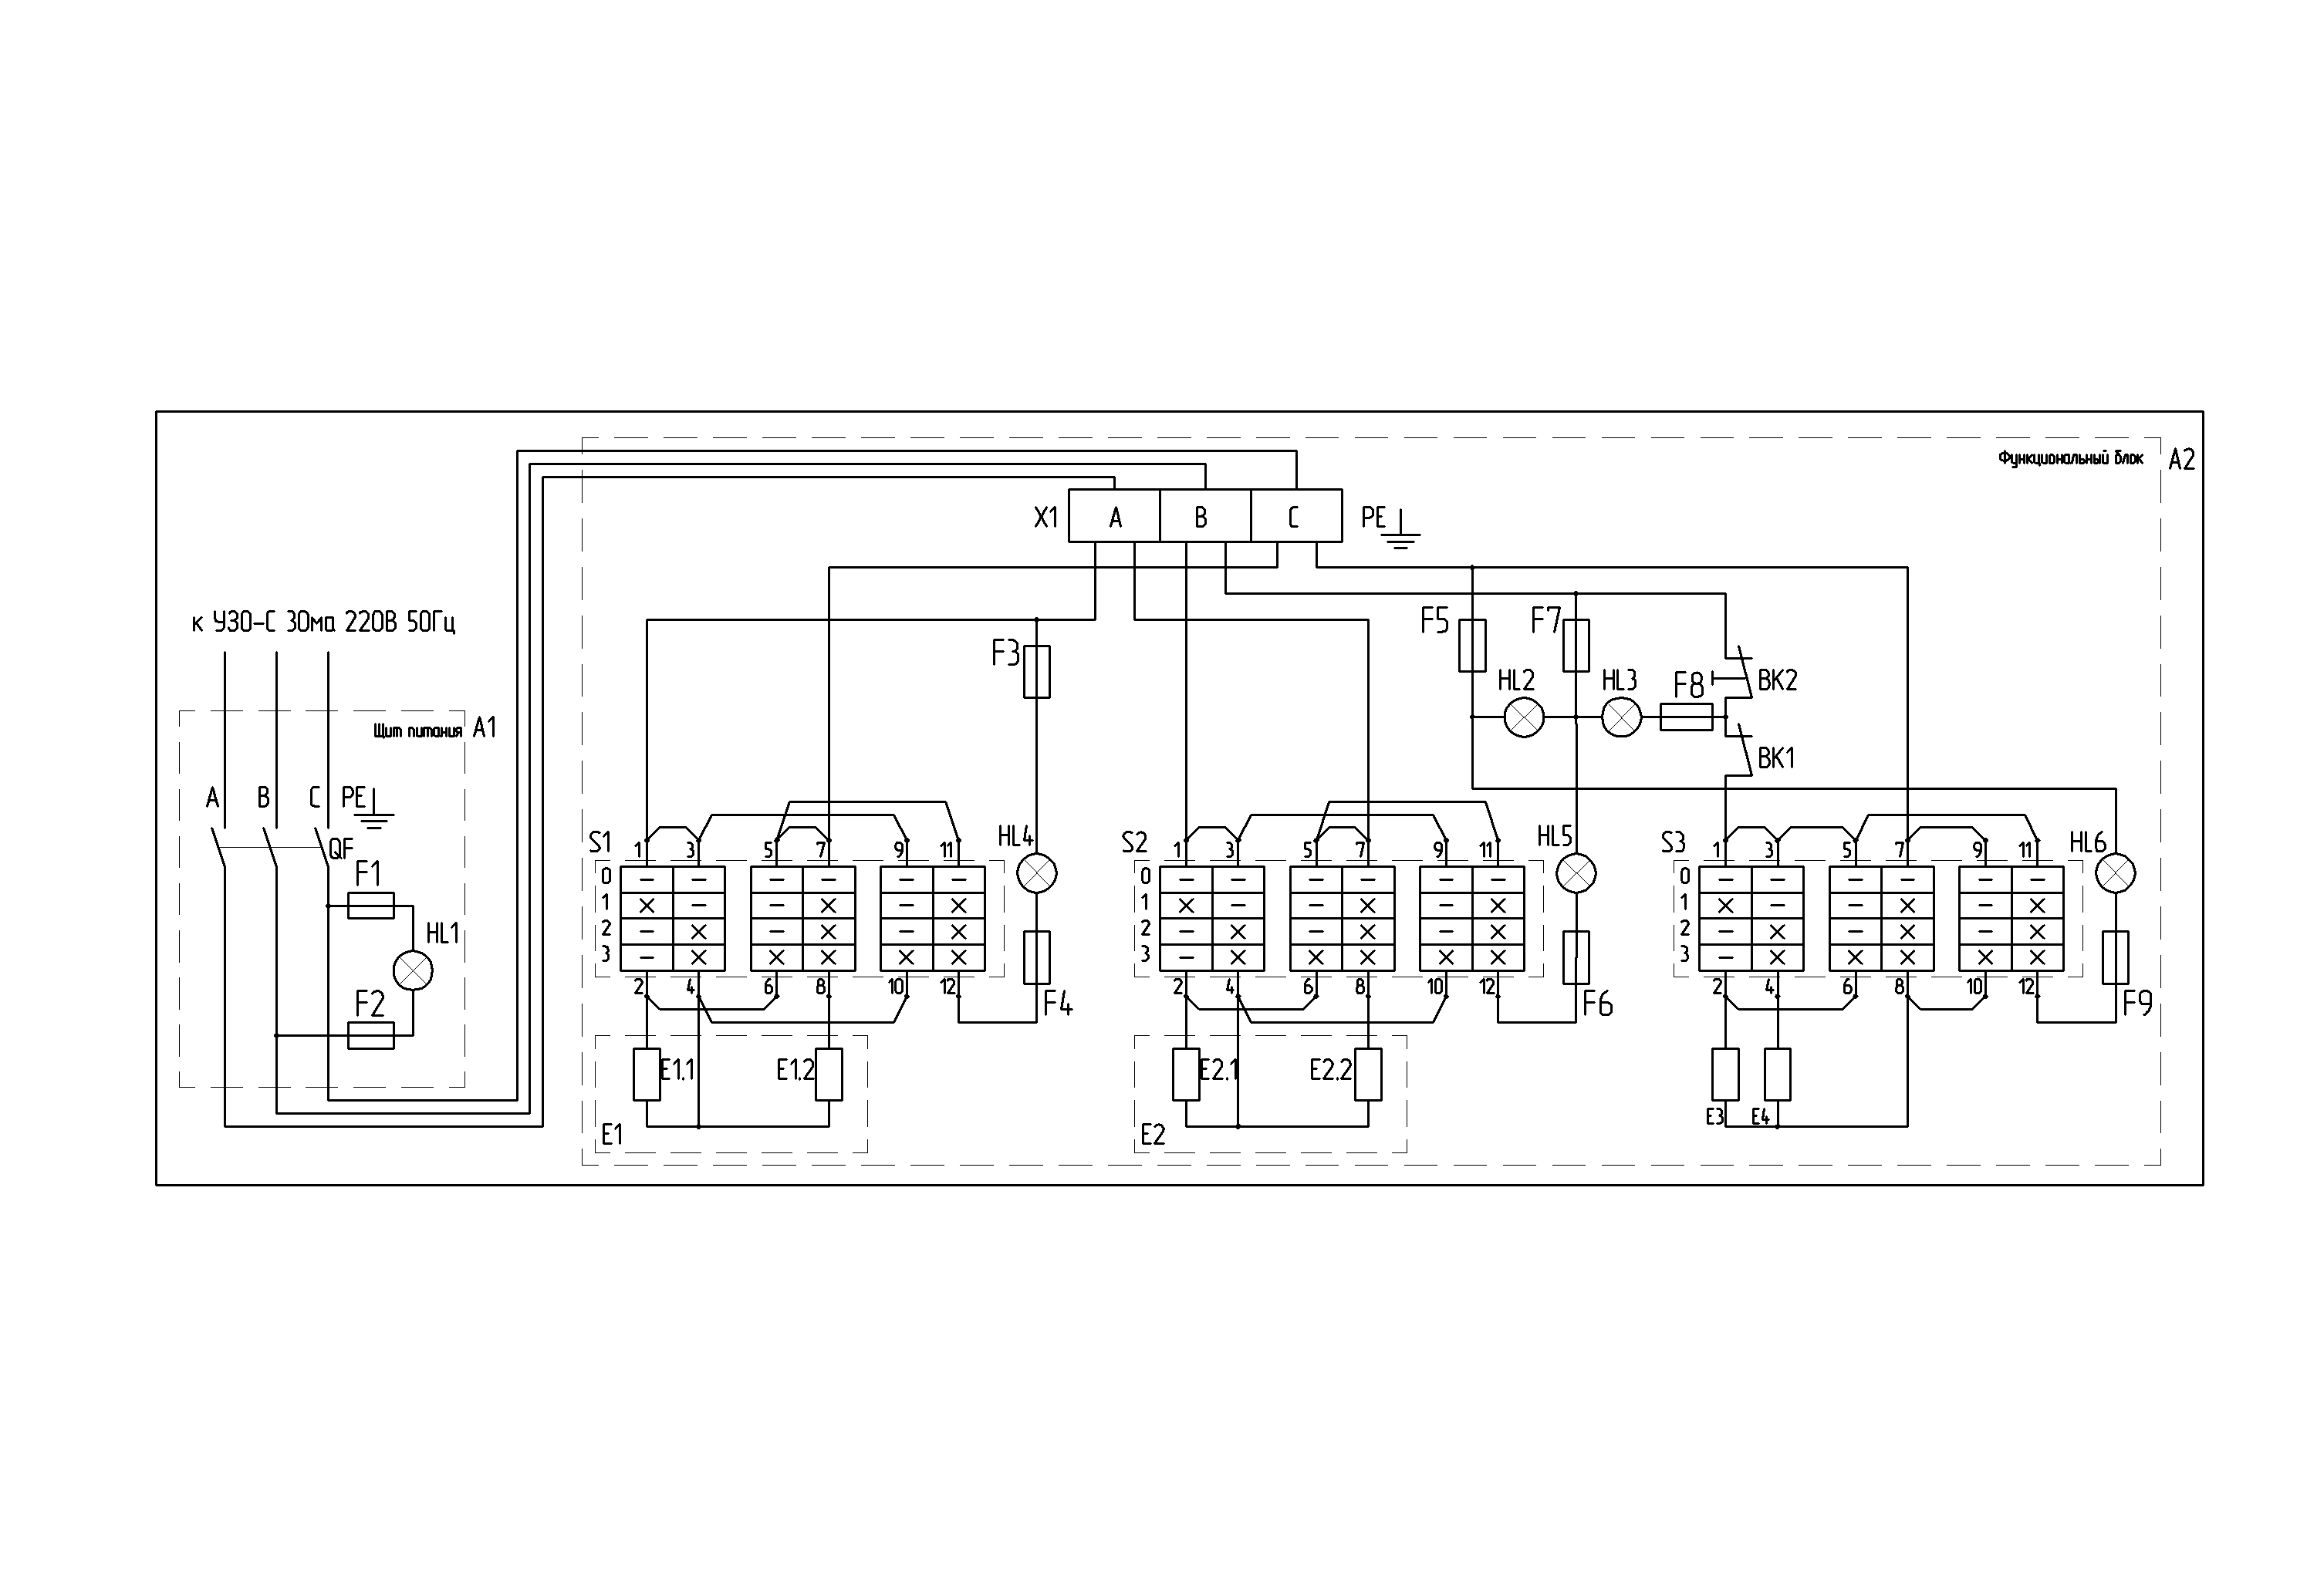 Функциональный блок
A2
X1
A
B
C
PE
к УЗО-С 30ма 220В 50Гц
F5
F7
F3
HL2
HL3
F8
BK2
Щит питания
A1
BK1
A
B
C
PE
QF
F1
HL1
F2
S1
1
3
5
7
9
11
HL4
0
1
2
3
2
4
6
8
10
12
F4
E1.1
E1.2
E1
S2
1
3
5
7
9
11
HL5
0
1
2
3
2
4
6
8
10
12
F6
E2.1
E2.2
E2
S3
1
3
5
7
9
11
HL6
0
1
2
3
2
4
6
8
10
12
F9
E3
E4